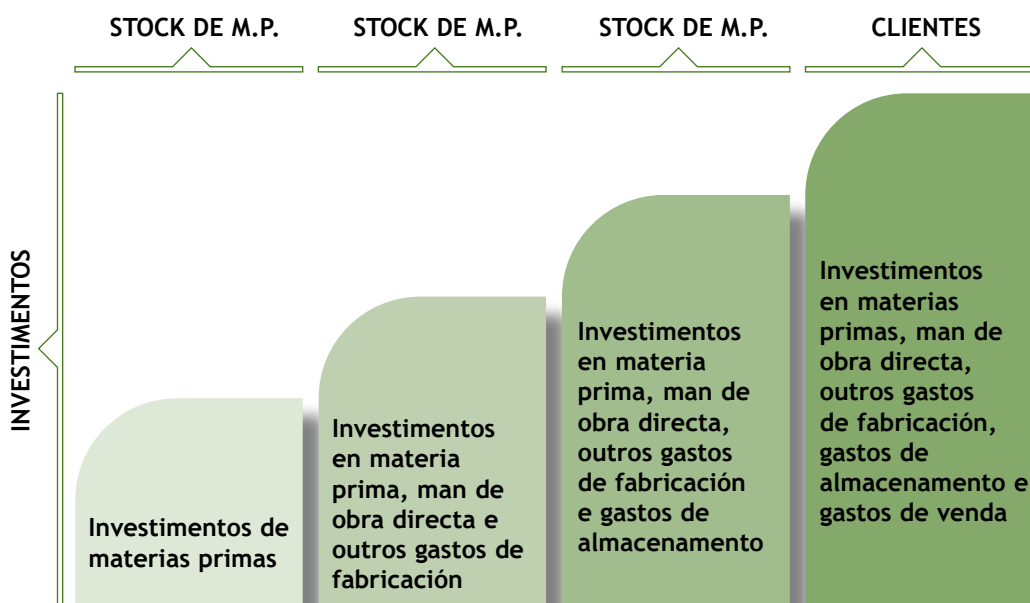 STOCK DE M.P.
STOCK DE M.P.
STOCK DE M.P.
CLIENTES
INVESTIMENTOS
Investimentos de
materias primas
Investimentos
en materia
prima, man de
obra directa e
outros gastos de
fabricación
Investimentos
en materia
prima, man de
obra directa,
outros gastos
de fabricación
e gastos de
almacenamento
Investimentos
en materias
primas, man de
obra directa,
outros gastos
de fabricación,
gastos de
almacenamento e
gastos de venda